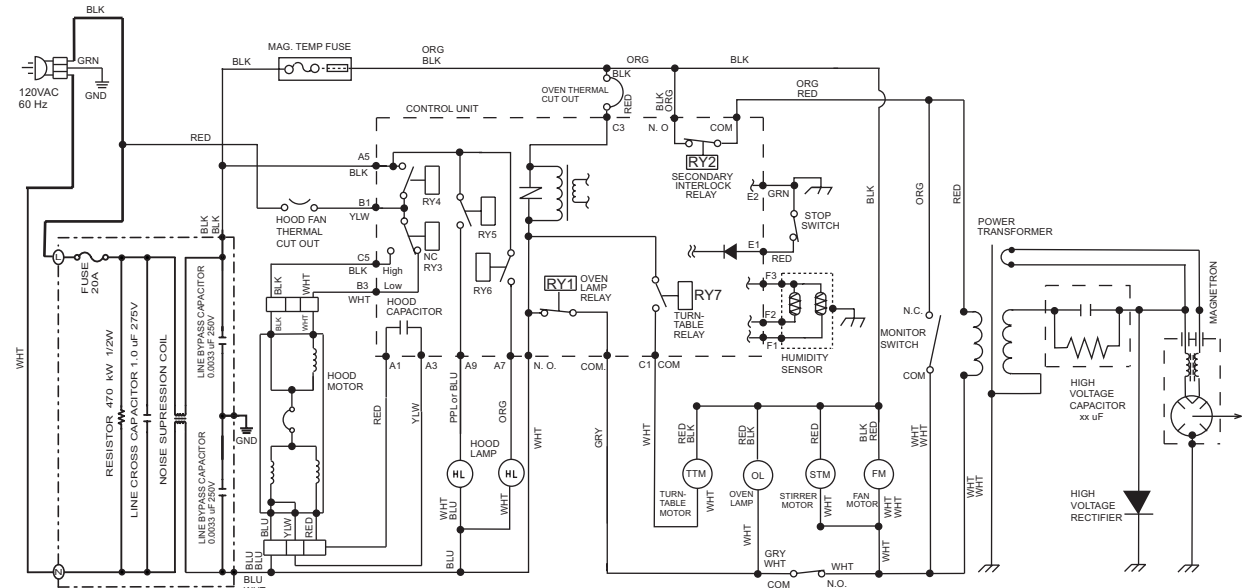 BLK
GRN
120VAC
60 Hz
GND
MAG. TEMP FUSE
BLK
ORG
BLK
ORG
BLK
BLK
OVEN THERMAL
CUT OUT
RED
BLK
ORG
ORG
RED
CONTROL UNIT
C3
N. O
COM
RY2
SECONDARY
INTERLOCK
RELAY
RED
A5
BLK
RY4
B1
YLW
HOOD FAN
THERMAL
CUT OUT
NC
RY3
C5
BLK
High
B3
Low
WHT
HOOD
CAPACITOR
RY5
RY6
RY1
OVEN
LAMP
RELAY
RY7
TURN-
TABLE
RELAY
E2
GRN
STOP
SWITCH
E1
RED
F3
F2
F1
HUMIDITY
SENSOR
BLK
ORG
RED
POWER
TRANSFORMER
N.C.
MONITOR
SWITCH
COM
MAGNETRON
HIGH
VOLTAGE
CAPACITOR
xx uF
HIGH
VOLTAGE
RECTIFIER
WHT
L
FUSE
20A
BLK
BLK
RESISTOR 470 kW 1/2W
LINE CROSS CAPACITOR 1.0 uF 275V
NOISE SUPRESSION COIL
LINE BYPASS CAPACITOR
0.0033 uF 250V
LINE BYPASS CAPACITOR
0.0033 uF 250V
GND
N
BLK
WHT
BLK
WHT
HOOD
MOTOR
BLU
YLW
RED
BLU
BLU
BLU
A1
A3
A9
A7
N. O.
COM.
C1
COM
RED
YLW
PPL or BLU
ORG
WHT
GRY
WHT
HOOD
LAMP
HL
HL
WHT
BLU
WHT
BLU
RED
BLK
RED
BLK
RED
BLK
RED
TTM
OL
STM
FM
TURN-
TABLE
MOTOR
WHT
OVEN
LAMP
STIRRER
MOTOR
WHT
FAN
MOTOR
WHT
WHT
WHT
WHT
WHT
WHT
WHT
WHT
GRY
WHT
WHT
COM
N.O.